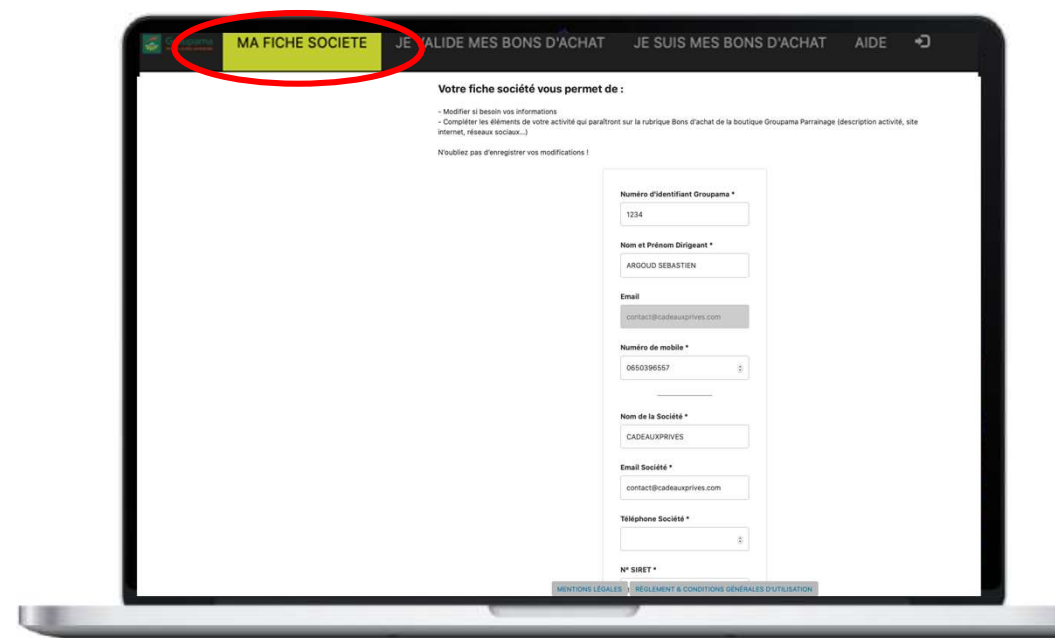 Groupama
MA FICHE SOCIETE
JE VALIDE MES BONS D'ACHAT
JE SUIS MES BONS D'ACHAT
AIDE
Votre fiche société vous permet de :
- Modifier si besoin vos informations
- Compléter les éléments de votre activité qui paraîtront sur la rubrique Bons d'achat de la boutique Groupama Parrainage (description activité, site
internet, réseaux sociaux...)
N'oubliez pas d'enregistrer vos modifications !
Numéro d'identifiant Groupama *
1234
Nom et Prénom Dirigeant *
ARGOUD SEBASTIEN
Email
contact@cadeauxprives.com
Numéro de mobile *
0650396557
Nom de la Société *
CADEAUXPRIVES
Email Société *
contact@cadeauxprives.com
Téléphone Société *
N° SIRET *
MENTIONS LÉGALES
RÈGLEMENT & CONDITIONS GÉNÉRALES D'UTILISATION